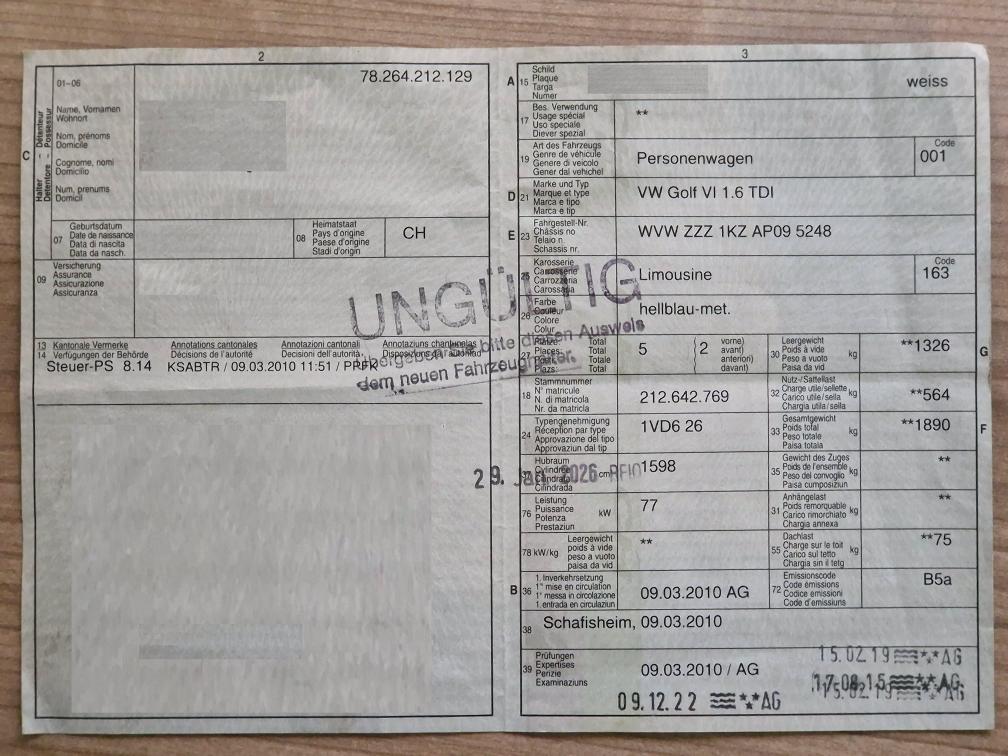 2
01-06
78.264.212.129
C
Halter – Détenteur
Detentore – Possessur
Name, Vornamen
Wohnort
Nom, prénoms
Domicile
Cognome, nomi
Domicilio
Num, prenums
Domicil
07
Geburtsdatum
Date de naissance
Data di nascita
Data da nasch.
08
Heimatstaat
Pays d'origine
Paese d'origine
Stadi d'origin
CH
09
Versicherung
Assurance
Assicurazione
Assicuranza
13 Kantonale Vermerke
14 Verfügungen der Behörde
Annotations cantonales
Décisions de l'autorité
Annotazioni cantonali
Decisioni dell'autorità
Annotaziuns chantunalas
Steuer-PS 8.14 KSABTR / 09.03.2010 11:51 /
UNGÜLTIG
bitte diesen Ausweis
dem neuen Fahrzeug
29. Jan. 2026
3
A 15
Schild
Plaque
Targa
Numer
weiss
17
Bes. Verwendung
Usage spécial
Uso speciale
Diever spezial
**
19
Art des Fahrzeugs
Genre de véhicule
Genere di veicolo
Gener dal vehichel
Personenwagen
Code
001
D 21
Marke und Typ
Marque et type
Marca e tipo
Marca e tip
VW Golf VI 1.6 TDI
E 23
Fahrgestell-Nr.
Châssis no
Telaio n.
Schassis nr.
WVW ZZZ 1KZ AP09 5248
25
Karosserie
Carrosserie
Carrozzeria
Carossaria
Limousine
Code
163
26
Farbe
Couleur
Colore
Colur
hellblau-met.
27
Plätze: Total
Places: Total
Posti: Totale
Plazs: Total
5
2
vorne)
avant)
anteriori)
davant)
30
Leergewicht
Poids à vide
Peso a vuoto
Paisa da vid
kg
**1326
G
18
Stammnummer
N° matricule
N. di matricola
Nr. da matricla
212.642.769
32
Nutz-/Sattellast
Charge utile/sellette
Carico utile/sella
Chargia utila/sella
kg
**564
24
Typengenehmigung
Réception par type
Approvazione del tipo
Approvaziun dal tip
1VD6 26
33
Gesamtgewicht
Poids total
Peso totale
Paisa totala
kg
**1890
F
37
Hubraum
Cylindrée
Cilindrata
Cilindrada
cm³
1598
35
Gewicht des Zuges
Poids de l'ensemble
Peso del convoglio
Paisa cumposiziun
kg
**
76
Leistung
Puissance
Potenza
Prestaziun
kW
77
31
Anhängelast
Poids remorquable
Carico rimorchiato
Chargia annexa
kg
**
78 kW/kg
Leergewicht
poids à vide
peso a vuoto
paisa da vid
**
55
Dachlast
Charge sur le toit
Carico sul tetto
Chargia sin il tetg
kg
**75
B 36
1. Inverkehrsetzung
1re mise en circulation
1a messa in circolazione
1. entrada en circulaziun
09.03.2010 AG
72
Emissionscode
Code émissions
Codice emissioni
Code d'emissiuns
B5a
38
Schafisheim, 09.03.2010
39
Prüfungen
Expertises
Perizie
Examinaziuns
09.03.2010 / AG
15.02.19 AG
17.08.15 AG
09.12.22 AG